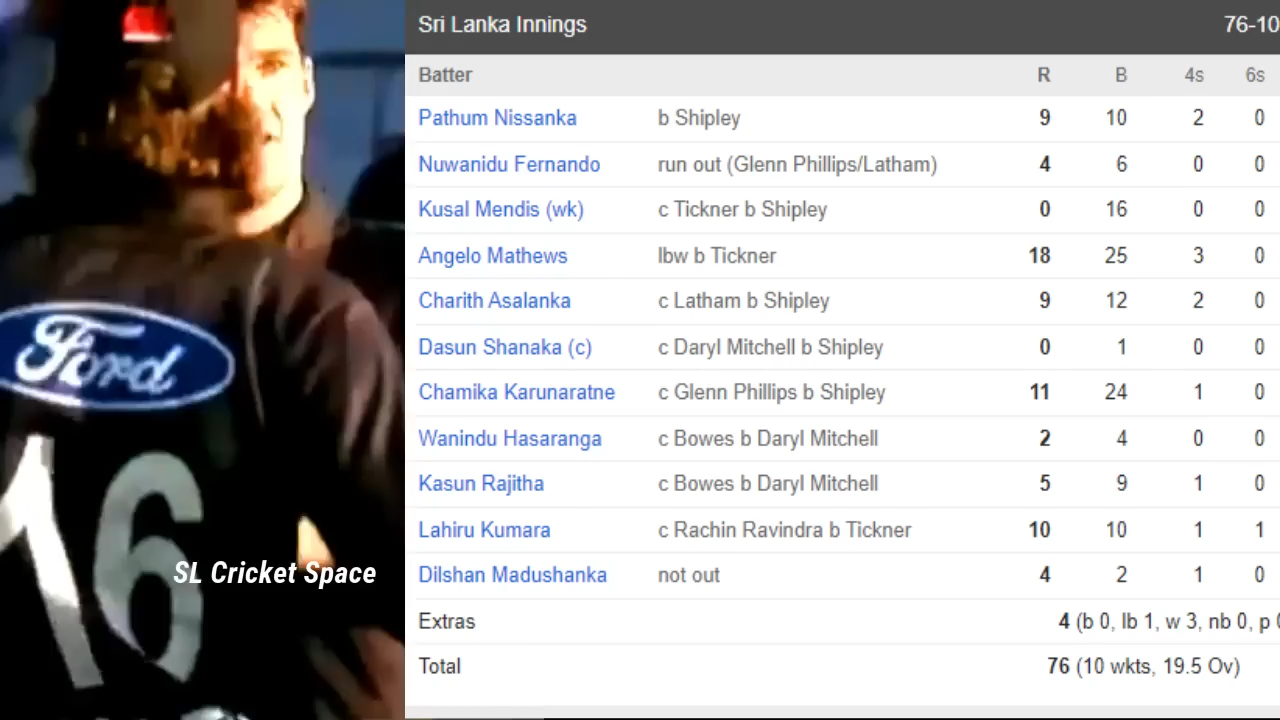 Sri Lanka Innings 76-10
Batter R B 4s 6s
Pathum Nissanka b Shipley 9 10 2 0
Nuwanidu Fernando run out (Glenn Phillips/Latham) 4 6 0 0
Kusal Mendis (wk) c Tickner b Shipley 0 16 0 0
Angelo Mathews lbw b Tickner 18 25 3 0
Charith Asalanka c Latham b Shipley 9 12 2 0
Dasun Shanaka (c) c Daryl Mitchell b Shipley 0 1 0 0
Chamika Karunaratne c Glenn Phillips b Shipley 11 24 1 0
Wanindu Hasaranga c Bowes b Daryl Mitchell 2 4 0 0
Kasun Rajitha c Bowes b Daryl Mitchell 5 9 1 0
Lahiru Kumara c Rachin Ravindra b Tickner 10 10 1 1
Dilshan Madushanka not out 4 2 1 0
Extras 4 (b 0, lb 1, w 3, nb 0, p
Total 76 (10 wkts, 19.5 Ov)
Ford
16
SL Cricket Space